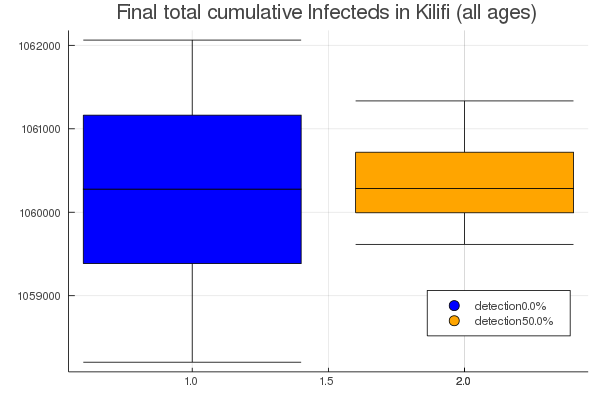 Final total cumulative Infecteds in Kilifi (all ages)
1062000
1061000
1060000
1059000
detection0.0%
detection50.0%
1.0
1.5
2.0